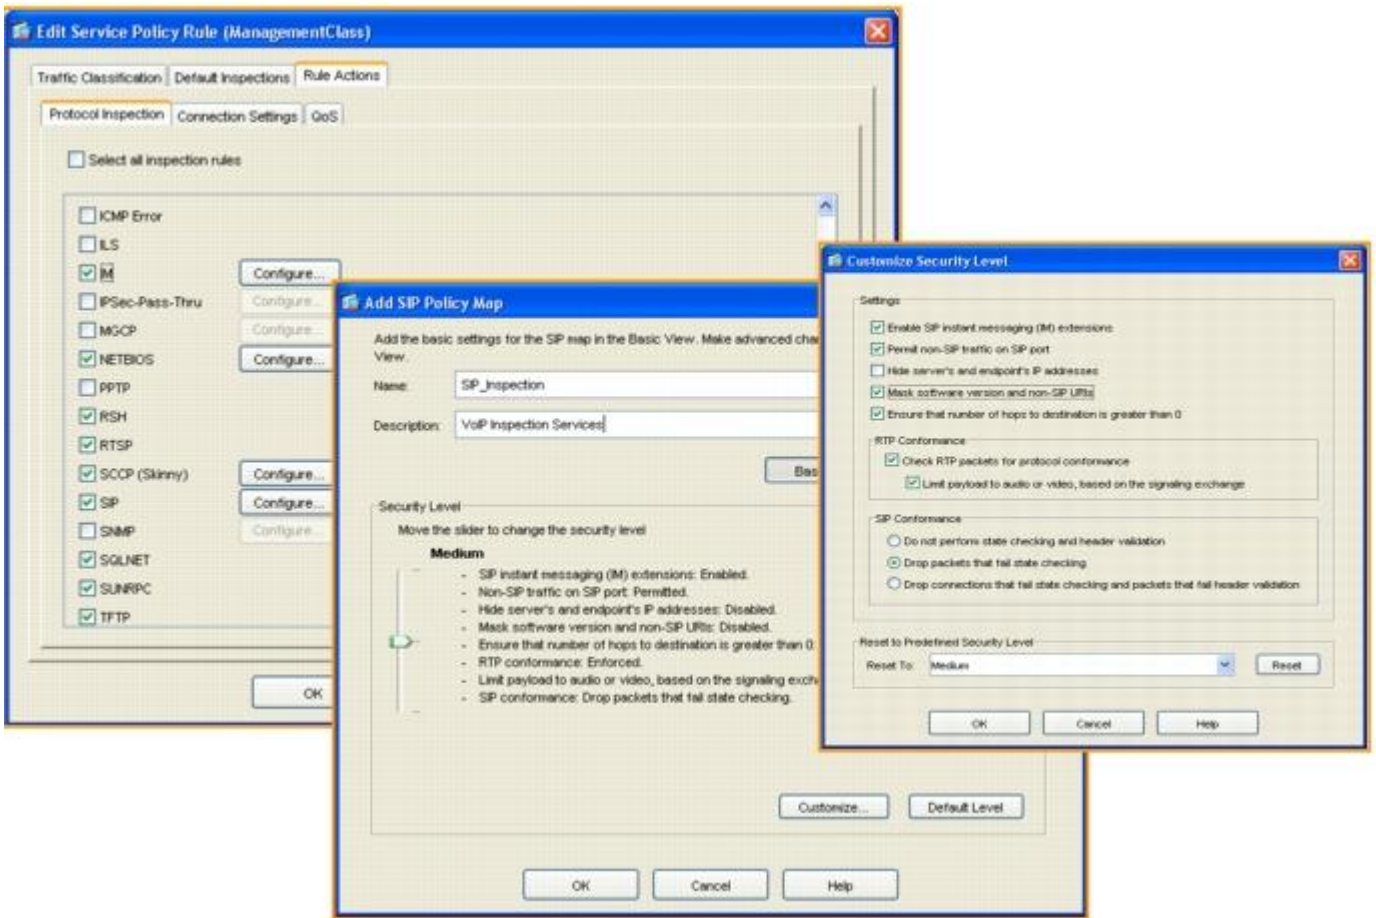 Edit Service Policy Rule (ManagementClass)
Traffic Classification Default Inspections Rule Actions
Protocol Inspection Connection Settings QoS
Select all inspection rules
ICMP Error
ILS
IM Configure...
IPSec-Pass-Thru Configure...
MGCP Configure...
NETBIOS Configure...
PPTP
RSH
RTSP
SCCP (Skinny) Configure...
SIP Configure...
SNMP Configure...
SQLNET
SUNRPC
TFTP
OK
Add SIP Policy Map
Add the basic settings for the SIP map in the Basic View. Make advanced cha
View.
Name: SIP_Inspection
Description: VoIP Inspection Services
Bas
Security Level
Move the slider to change the security level
Medium
- SIP instant messaging (IM) extensions: Enabled.
- Non-SIP traffic on SIP port: Permitted.
- Hide server's and endpoint's IP addresses: Disabled.
- Mask software version and non-SIP URIs: Disabled.
- Ensure that number of hops to destination is greater than 0:
- RTP conformance: Enforced.
- Limit payload to audio or video, based on the signaling exch
- SIP conformance: Drop packets that fail state checking.
Customize... Default Level
OK Cancel Help
Customize Security Level
Settings
Enable SIP instant messaging (IM) extensions
Permit non-SIP traffic on SIP port
Hide server's and endpoint's IP addresses
Mask software version and non-SIP URIs
Ensure that number of hops to destination is greater than 0
RTP Conformance
Check RTP packets for protocol conformance
Limit payload to audio or video, based on the signaling exchange
SIP Conformance
Do not perform state checking and header validation
Drop packets that fail state checking
Drop connections that fail state checking and packets that fail header validation
Reset to Predefined Security Level
Reset To: Medium Reset
OK Cancel Help